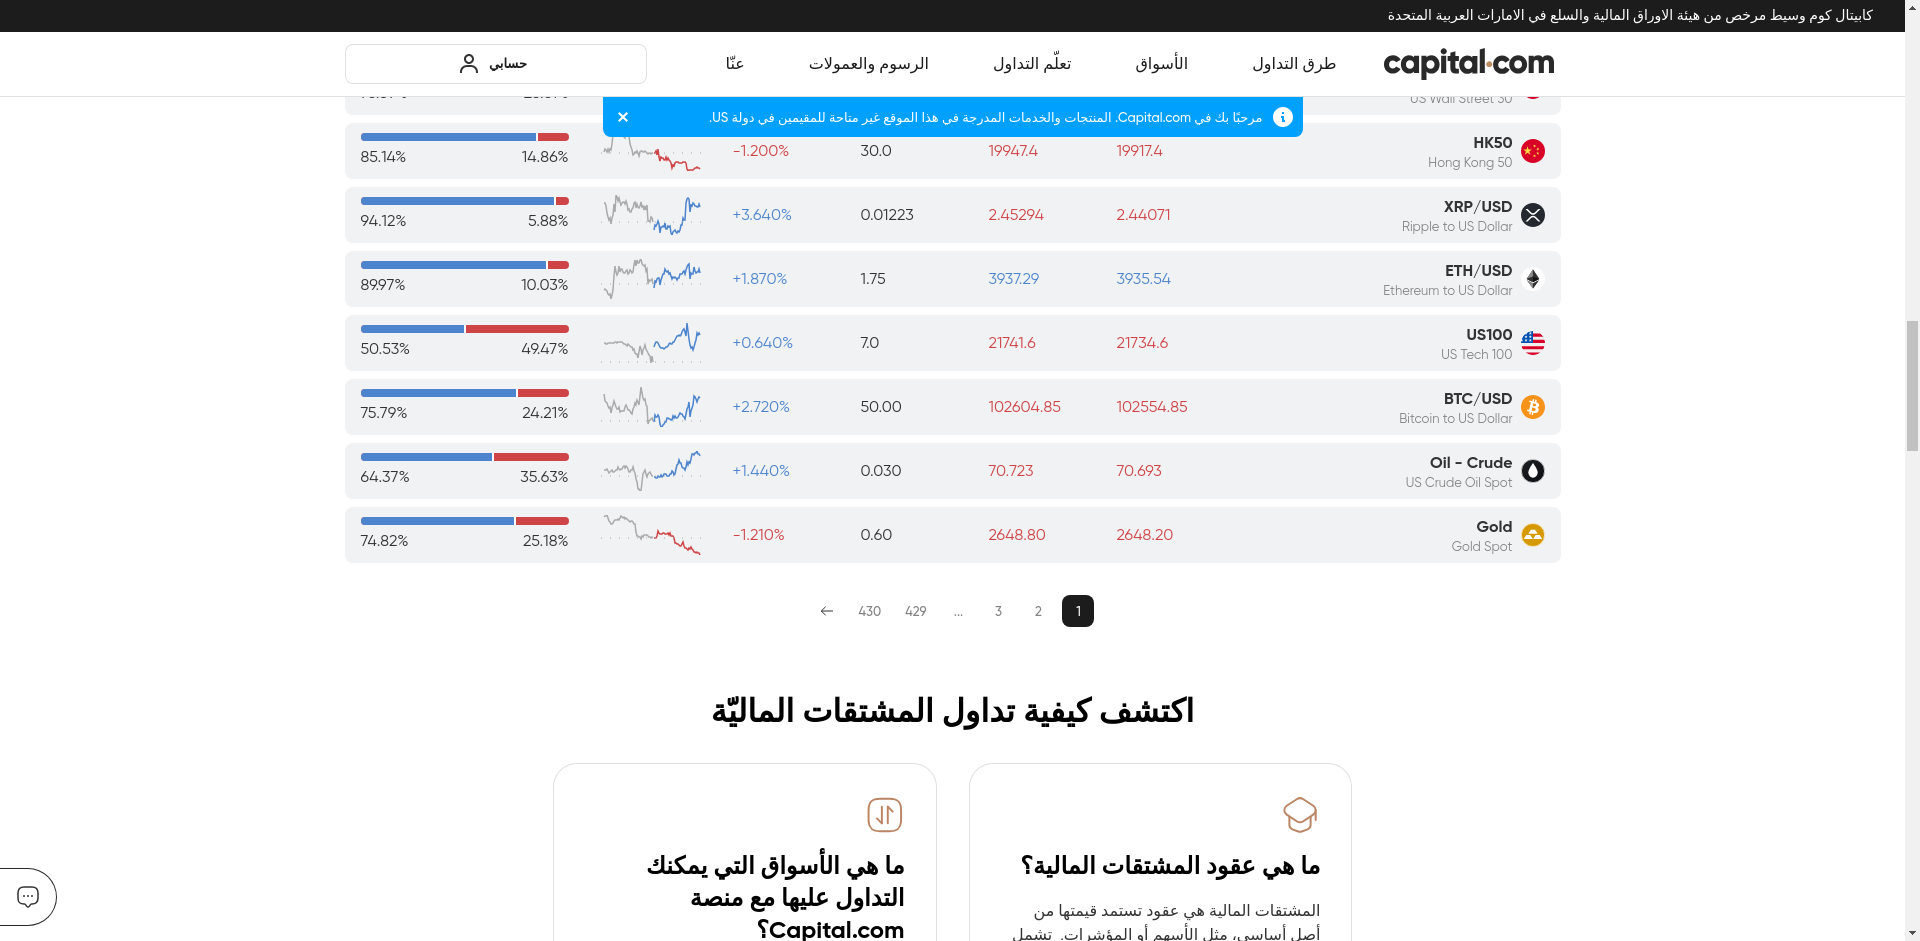 كابيتال كوم وسيط مرخص من هيئة الاوراق المالية والسلع في الامارات العربية المتحدة
capital.com
طرق التداول
الأسواق
تعلّم التداول
الرسوم والعمولات
عنّا
حسابي
مرحبًا بك في Capital.com. المنتجات والخدمات المدرجة في هذا الموقع غير متاحة للمقيمين في دولة US.
US Wall Street 30
HK50
Hong Kong 50
19917.4
19947.4
30.0
-1.200%
14.86%
85.14%
XRP/USD
Ripple to US Dollar
2.44071
2.45294
0.01223
+3.640%
5.88%
94.12%
ETH/USD
Ethereum to US Dollar
3935.54
3937.29
1.75
+1.870%
10.03%
89.97%
US100
US Tech 100
21734.6
21741.6
7.0
+0.640%
49.47%
50.53%
BTC/USD
Bitcoin to US Dollar
102554.85
102604.85
50.00
+2.720%
24.21%
75.79%
Oil - Crude
US Crude Oil Spot
70.693
70.723
0.030
+1.440%
35.63%
64.37%
Gold
Gold Spot
2648.20
2648.80
0.60
-1.210%
25.18%
74.82%
1
2
3
...
429
430
اكتشف كيفية تداول المشتقات الماليّة
ما هي عقود المشتقات المالية؟
المشتقات المالية هي عقود تستمد قيمتها من
أصل أساسي، مثل الأسهم أو المؤشرات. تشمل
ما هي الأسواق التي يمكنك
التداول عليها مع منصة
Capital.com؟